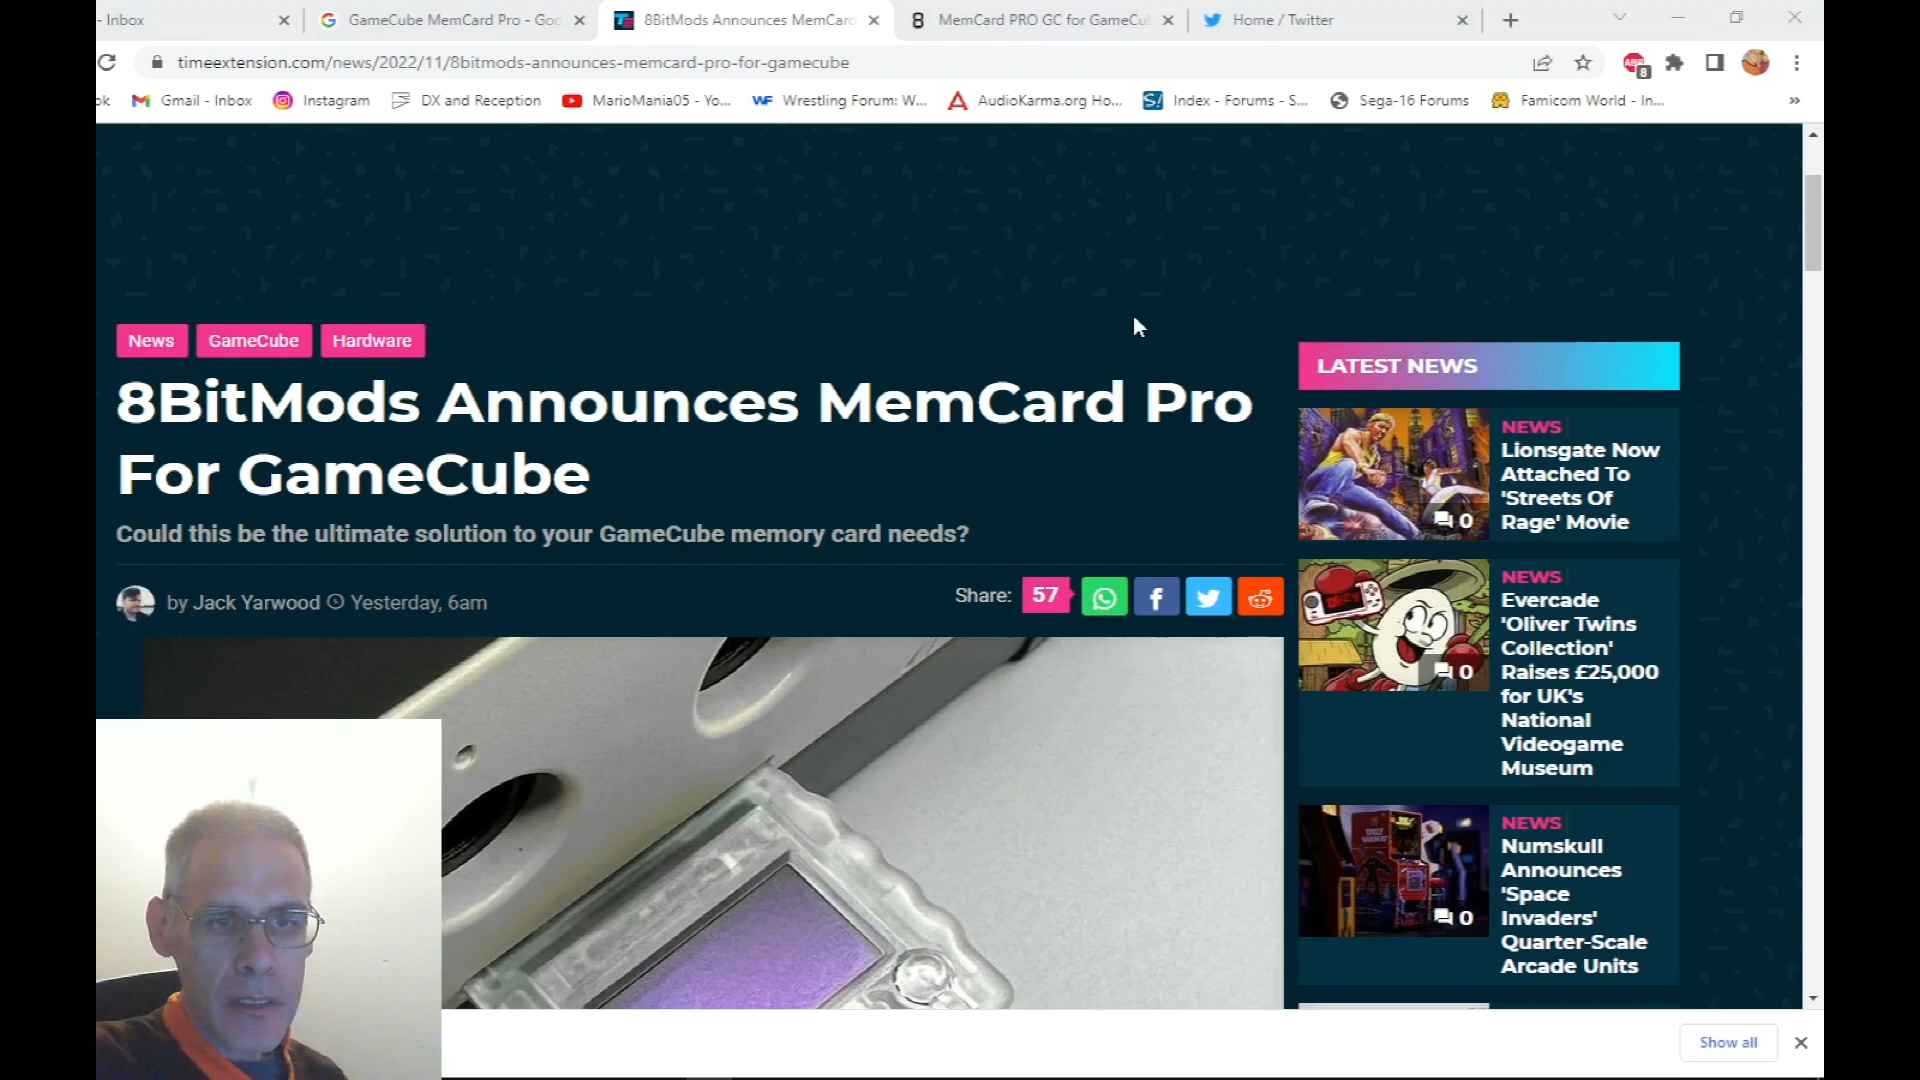 - Inbox
GameCube MemCard Pro - Goo
8BitMods Announces MemCard
MemCard PRO GC for GameCu
Home / Twitter
timeextension.com/news/2022/11/8bitmods-announces-memcard-pro-for-gamecube
ABP 8
ok
Gmail - Inbox
Instagram
DX and Reception
MarioMania05 - Yo...
WF Wrestling Forum: W...
AudioKarma.org Ho...
S! Index - Forums - S...
Sega-16 Forums
Famicom World - In...
»
News
GameCube
Hardware
8BitMods Announces MemCard Pro
For GameCube
Could this be the ultimate solution to your GameCube memory card needs?
by Jack Yarwood Yesterday, 6am
Share: 57
LATEST NEWS
NEWS
Lionsgate Now
Attached To
'Streets Of
Rage' Movie
0
NEWS
Evercade
'Oliver Twins
Collection'
Raises £25,000
for UK's
National
Videogame
Museum
0
NEWS
Numskull
Announces
'Space
Invaders'
Quarter-Scale
Arcade Units
0
Show all